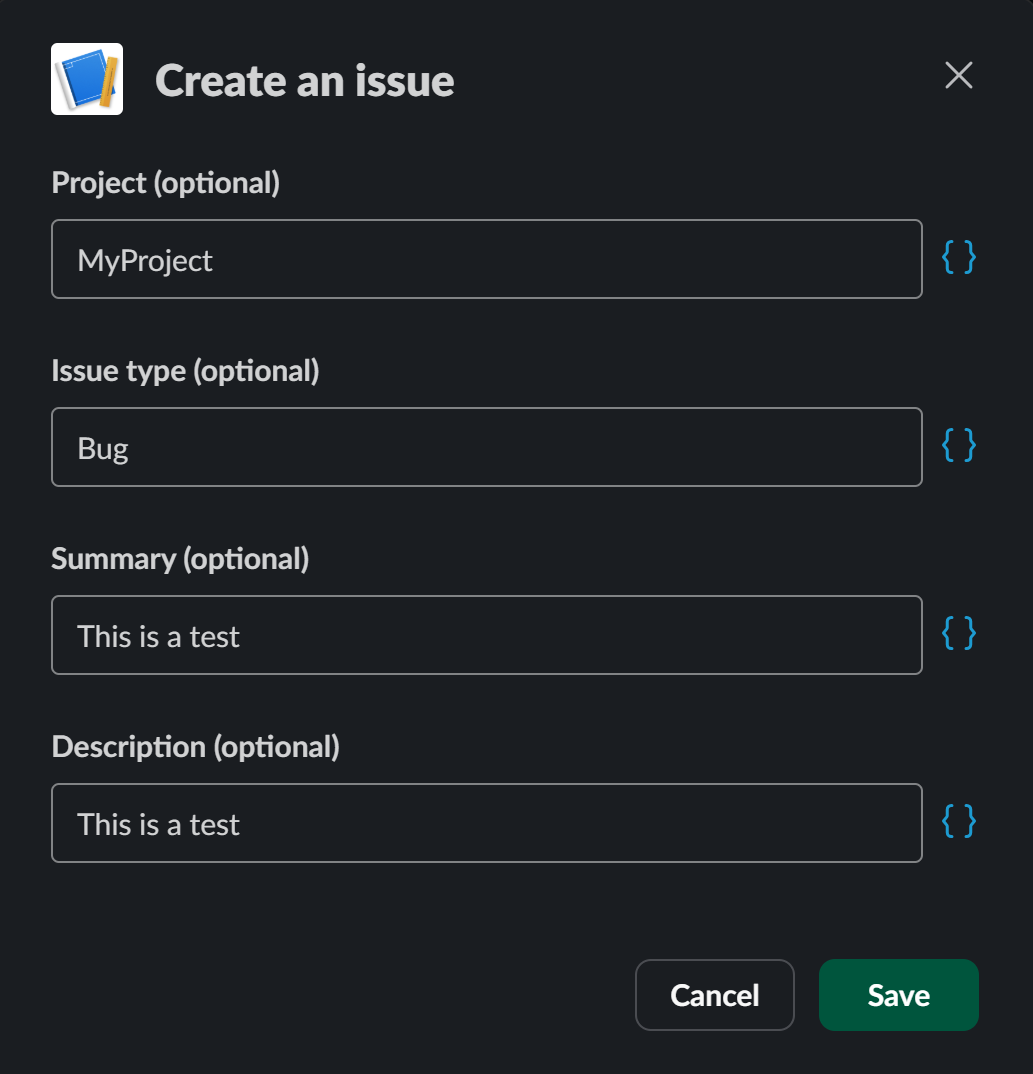 Create an issue
Project (optional)
MyProject
{ }
Issue type (optional)
Bug
{ }
Summary (optional)
This is a test
{ }
Description (optional)
This is a test
{ }
Cancel
Save